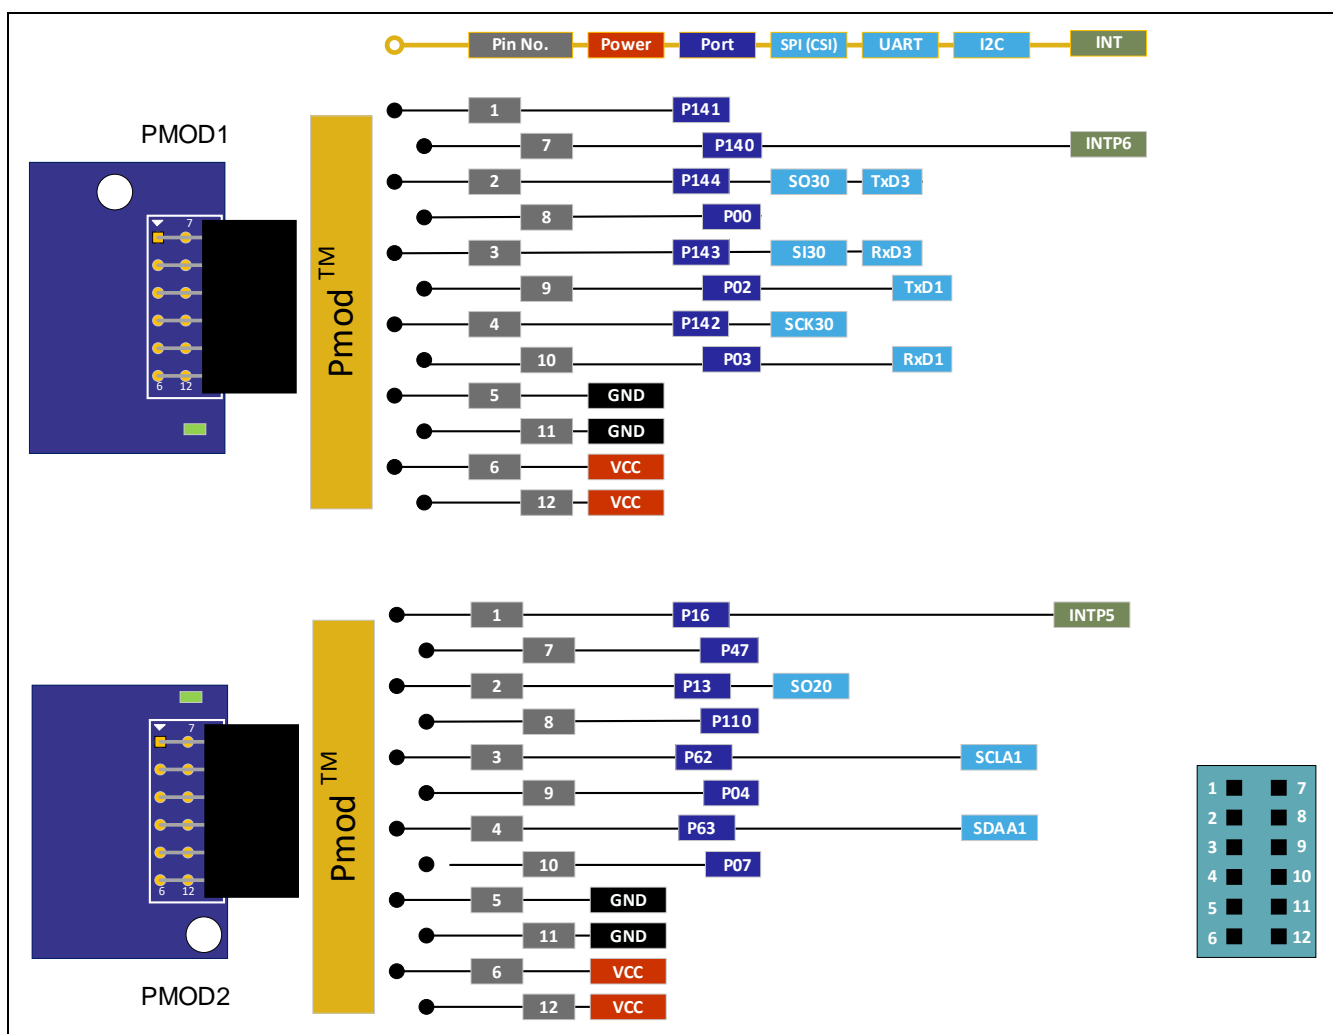 Pin No. Power Port SPI (CSI) UART I2C INT
PMOD1
7
6 12
Pmod™
1 P141
7 P140 INTP6
2 P144 SO30 TxD3
8 P00
3 P143 SI30 RxD3
9 P02 TxD1
4 P142 SCK30
10 P03 RxD1
5 GND
11 GND
6 VCC
12 VCC
7
6 12
PMOD2
Pmod™
1 P16 INTP5
7 P47
2 P13 SO20
8 P110
3 P62 SCLA1
9 P04
4 P63 SDAA1
10 P07
5 GND
11 GND
6 VCC
12 VCC
1 7
2 8
3 9
4 10
5 11
6 12